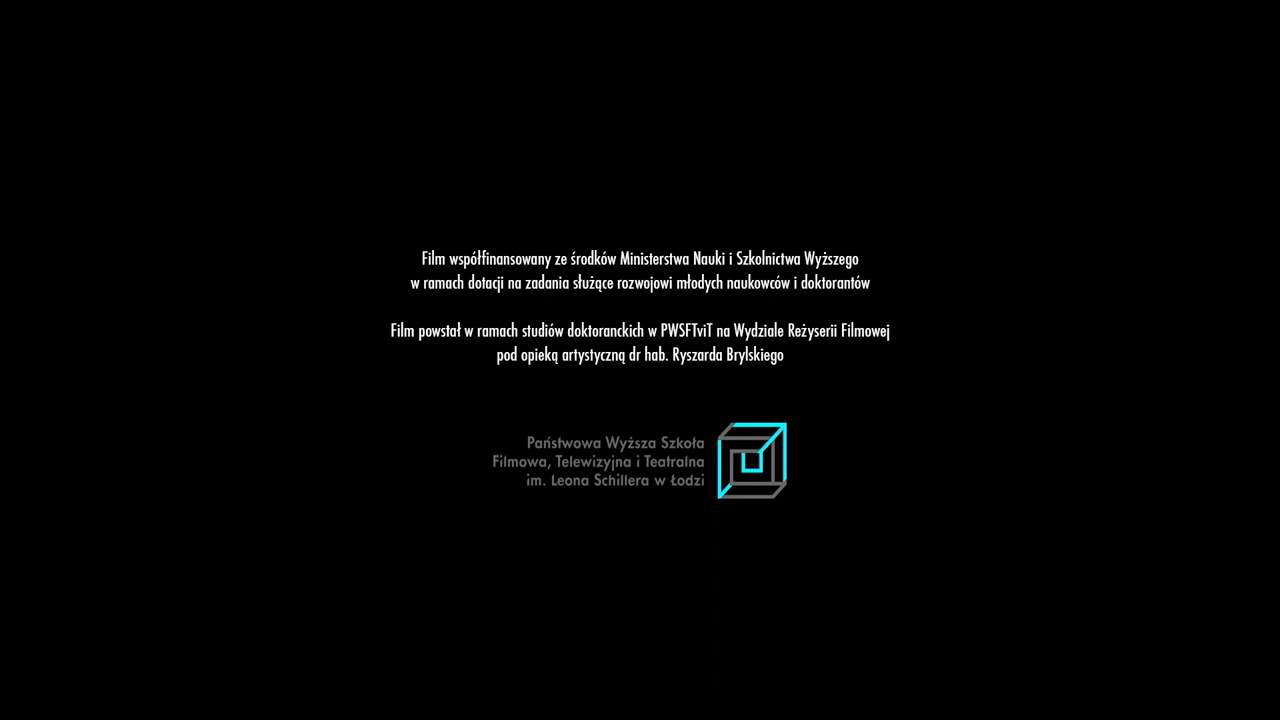 Film współfinansowany ze środków Ministerstwa Nauki i Szkolnictwa Wyższego
w ramach dotacji na zadania służące rozwojowi młodych naukowców i doktorantów
Film powstał w ramach studiów doktoranckich w PWSFTviT na Wydziale Reżyserii Filmowej
pod opieką artystyczną dr hab. Ryszarda Brylskiego
Państwowa Wyższa Szkoła
Filmowa, Telewizyjna i Teatralna
im. Leona Schillera w Łodzi